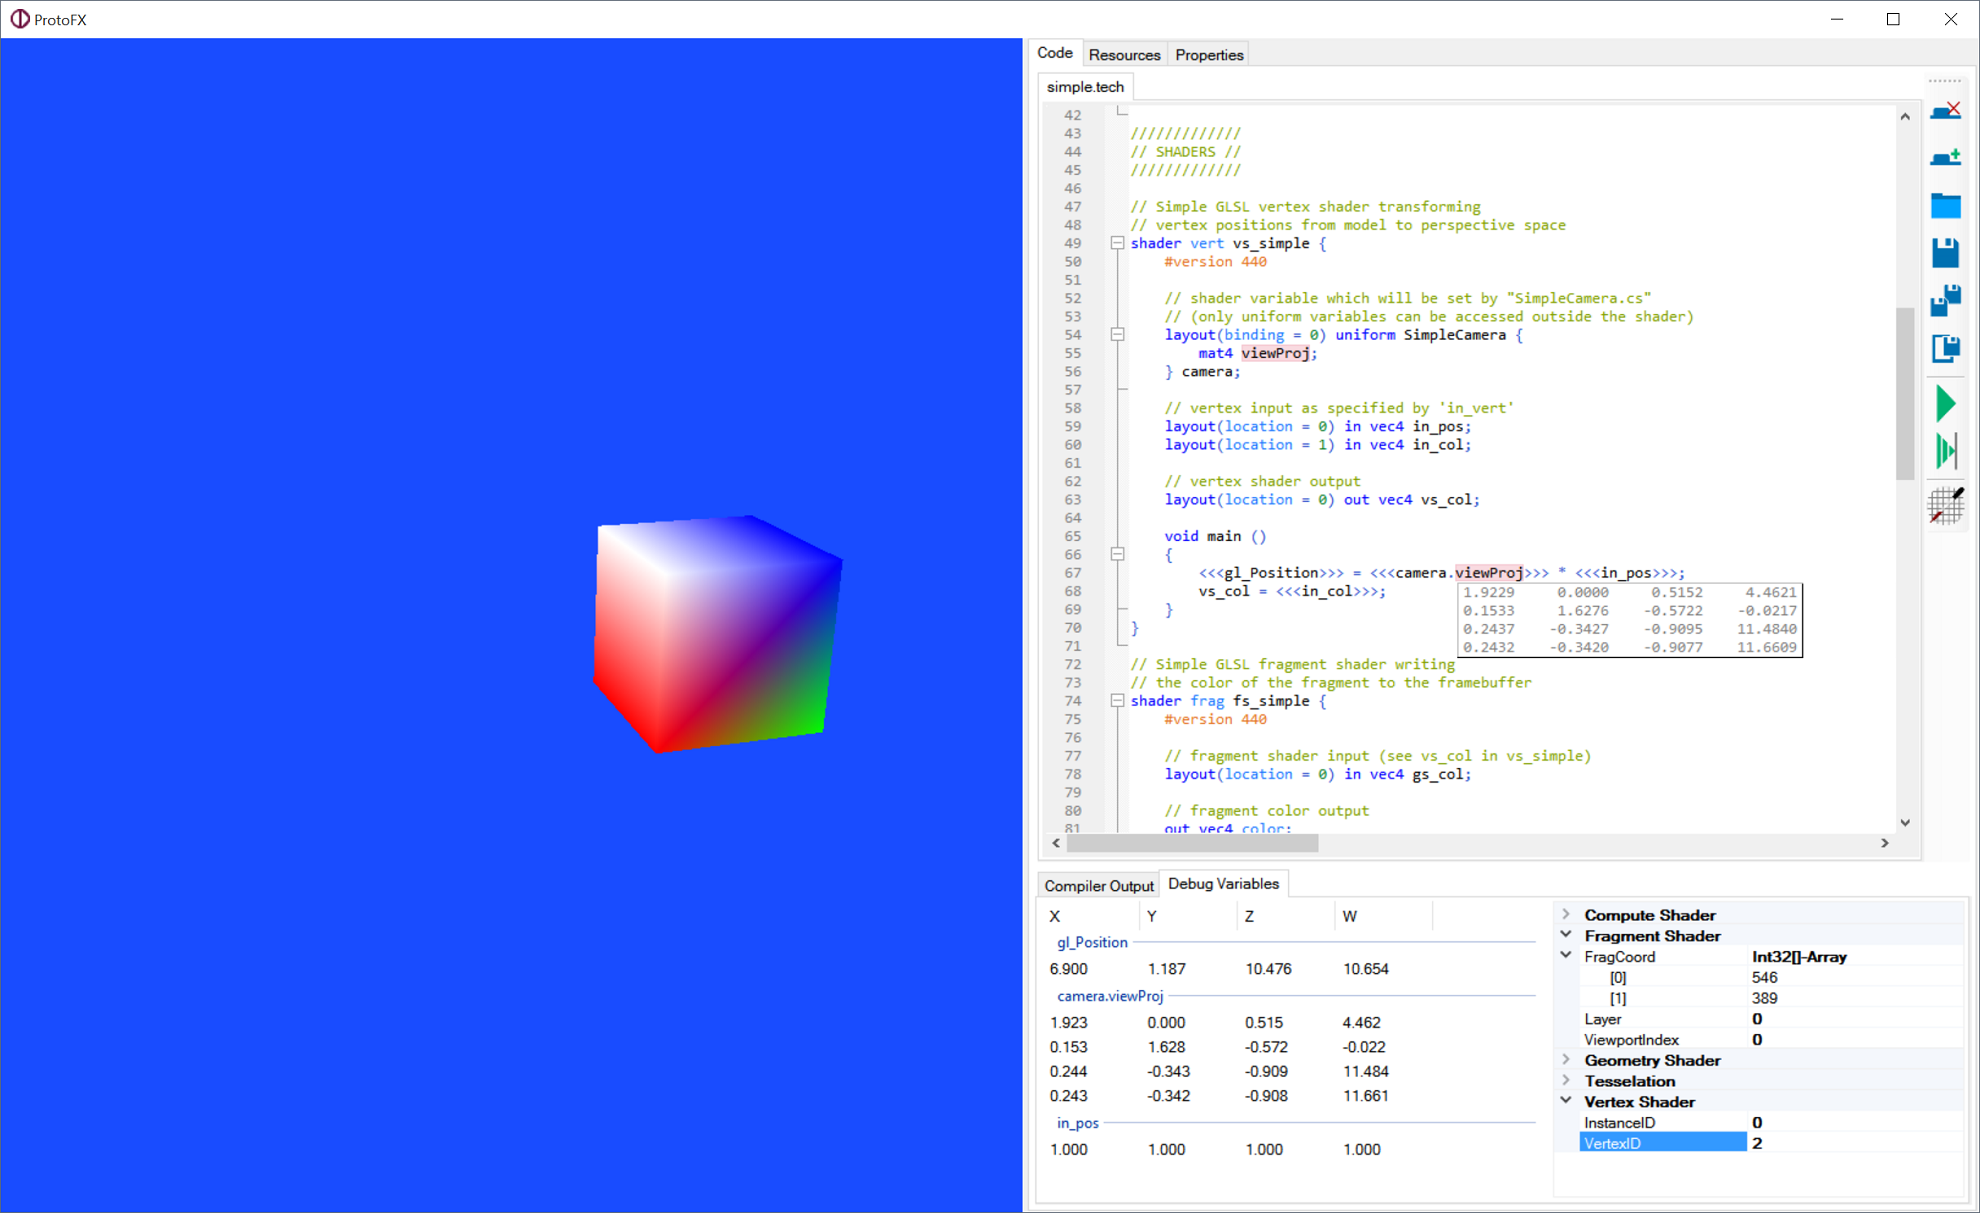 ProtoFX
Code Resources Properties
simple.tech
42
43 /////////////
44 // SHADERS //
45 /////////////
46
47 // Simple GLSL vertex shader transforming
48 // vertex positions from model to perspective space
49 shader vert vs_simple {
50 #version 440
51
52 // shader variable which will be set by "SimpleCamera.cs"
53 // (only uniform variables can be accessed outside the shader)
54 layout(binding = 0) uniform SimpleCamera {
55 mat4 viewProj;
56 } camera;
57
58 // vertex input as specified by 'in_vert'
59 layout(location = 0) in vec4 in_pos;
60 layout(location = 1) in vec4 in_col;
61
62 // vertex shader output
63 layout(location = 0) out vec4 vs_col;
64
65 void main ()
66 {
67 <<<gl_Position>>> = <<<camera.viewProj>>> * <<<in_pos>>>;
68 vs_col = <<<in_col>>>;
69 }
70 }
71
72 // Simple GLSL fragment shader writing
73 // the color of the fragment to the framebuffer
74 shader frag fs_simple {
75 #version 440
76
77 // fragment shader input (see vs_col in vs_simple)
78 layout(location = 0) in vec4 gs_col;
79
80 // fragment color output
81 out vec4 color;
1.9229 0.0000 0.5152 4.4621
0.1533 1.6276 -0.5722 -0.0217
0.2437 -0.3427 -0.9095 11.4840
0.2432 -0.3420 -0.9077 11.6609
Compiler Output Debug Variables
X Y Z W
gl_Position
6.900 1.187 10.476 10.654
camera.viewProj
1.923 0.000 0.515 4.462
0.153 1.628 -0.572 -0.022
0.244 -0.343 -0.909 11.484
0.243 -0.342 -0.908 11.661
in_pos
1.000 1.000 1.000 1.000
Compute Shader
Fragment Shader
FragCoord Int32[]-Array
[0] 546
[1] 389
Layer 0
ViewportIndex 0
Geometry Shader
Tesselation
Vertex Shader
InstanceID 0
VertexID 2